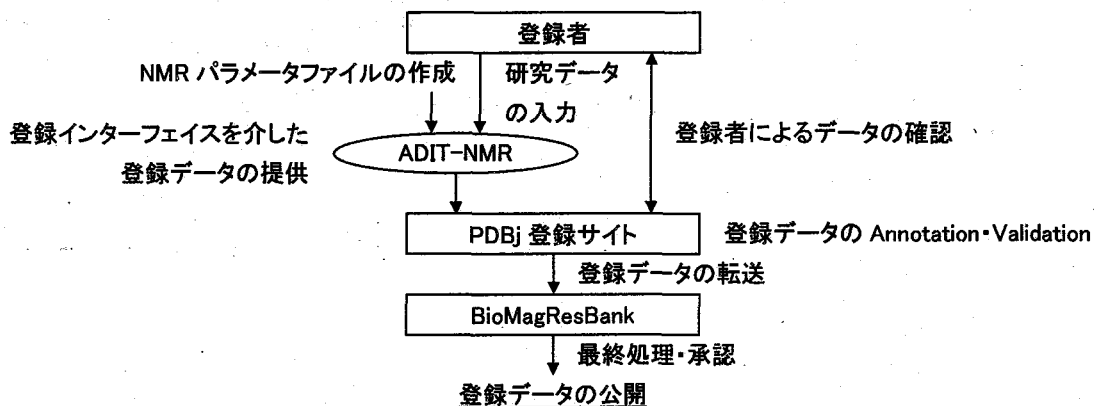 登録者
NMR パラメータファイルの作成
研究データ
の入力
登録インターフェイスを介した
登録データの提供
ADIT-NMR
登録者によるデータの確認
PDBj 登録サイト
登録データの Annotation・Validation
登録データの転送
BioMagResBank
最終処理・承認
登録データの公開